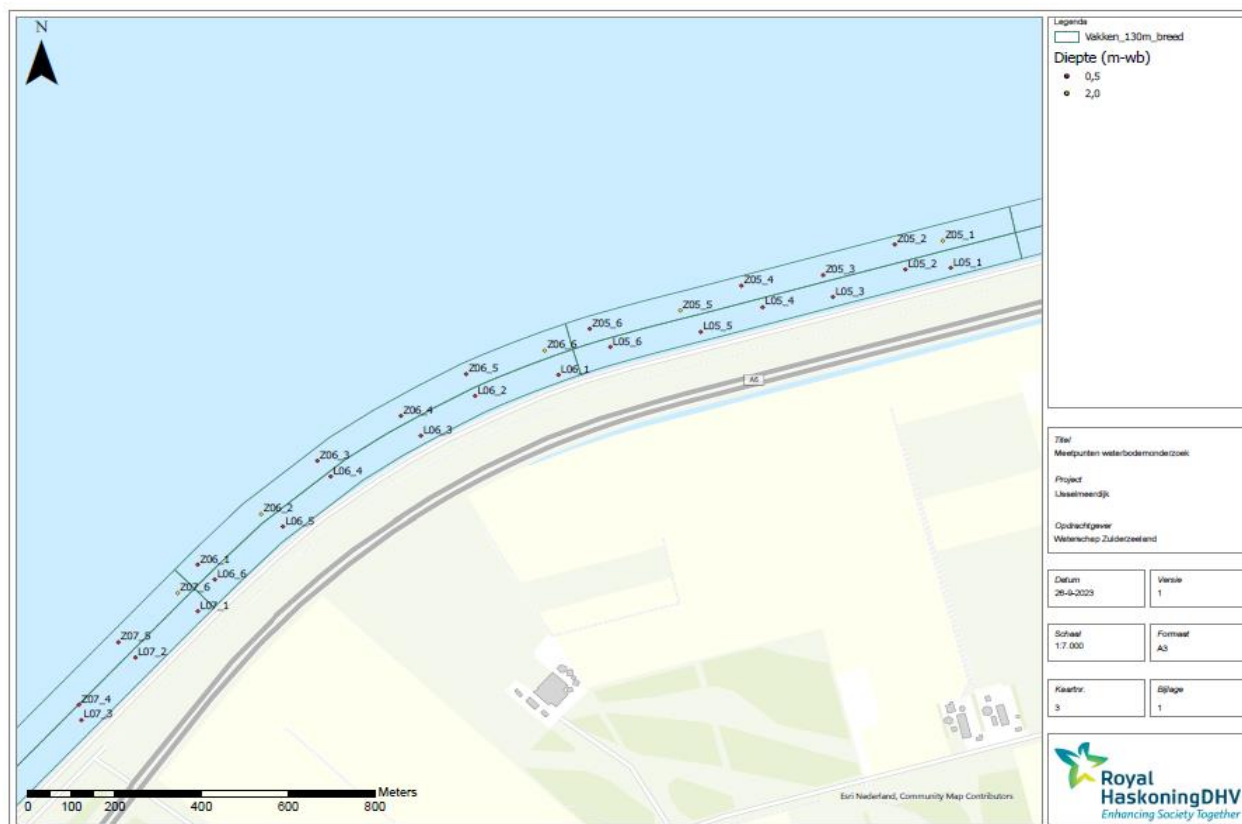 N
Z05_2
Z05_1
L05_2
L05_1
Z05_3
Z05_4
L05_3
L05_4
Z05_5
L05_5
Z05_6
L05_6
Z06_6
L06_1
Z06_5
L06_2
Z06_4
L06_3
Z06_3
L06_4
Z06_2
L06_5
Z06_1
L06_6
Z07_6
L07_1
Z07_5
L07_2
Z07_4
L07_3
A6
0 100 200 400 600 800 Meters
Esri Nederland, Community Map Contributors
Legenda
Vakken_130m_breed
Diepte (m-wb)
0,5
2,0
Titel
Meetpunten waterbodemonderzoek
Project
IJsselmeerdijk
Opdrachtgever
Waterschap Zuiderzeeland
Datum
26-9-2023
Versie
1
Schaal
1:7.000
Formaat
A3
Kaartnr.
3
Bijlage
1
Royal
HaskoningDHV
Enhancing Society Together